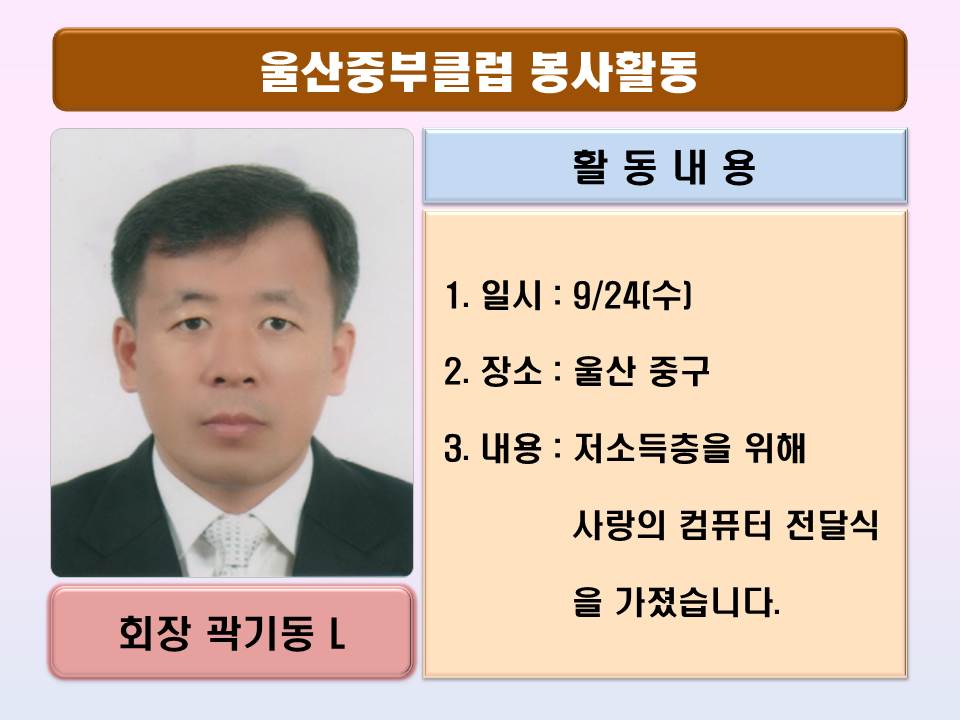 울산중부클럽 봉사활동
활 동 내 용
1. 일시 : 9/24(수)
2. 장소 : 울산 중구
3. 내용 : 저소득층을 위해
사랑의 컴퓨터 전달식
을 가졌습니다.
회장 곽기동 L